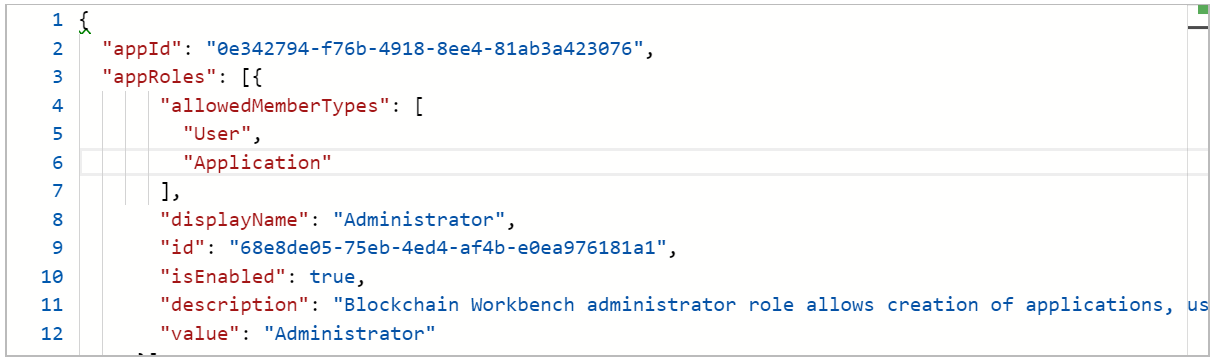 1 {
2 "appId": "0e342794-f76b-4918-8ee4-81ab3a423076",
3 "appRoles": [{
4 "allowedMemberTypes": [
5 "User",
6 "Application"
7 ],
8 "displayName": "Administrator",
9 "id": "68e8de05-75eb-4ed4-af4b-e0ea976181a1",
10 "isEnabled": true,
11 "description": "Blockchain Workbench administrator role allows creation of applications, us
12 "value": "Administrator"